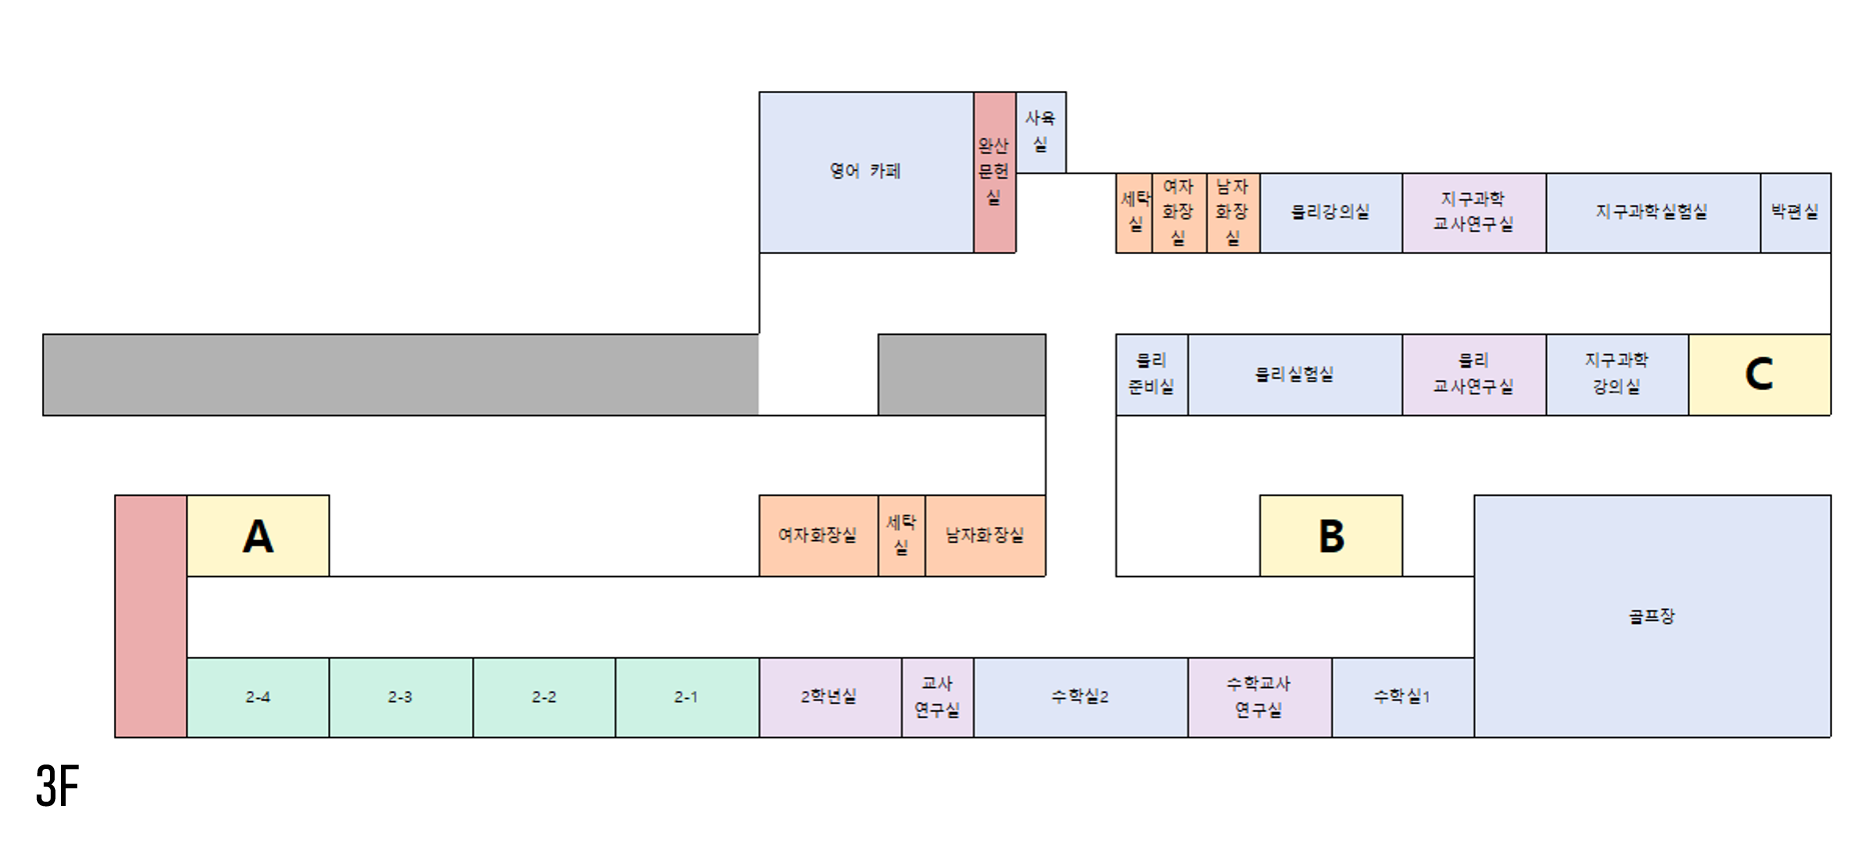 영어 카페
완산
문헌
실
사육
실
세탁
실
여자
화장
실
남자
화장
실
물리강의실
지구과학
교사연구실
지구과학실험실
박편실
물리
준비실
물리실험실
물리
교사연구실
지구과학
강의실
C
A
여자화장실
세탁
실
남자화장실
B
골프장
2-4
2-3
2-2
2-1
2학년실
교사
연구실
수학실2
수학교사
연구실
수학실1
3F